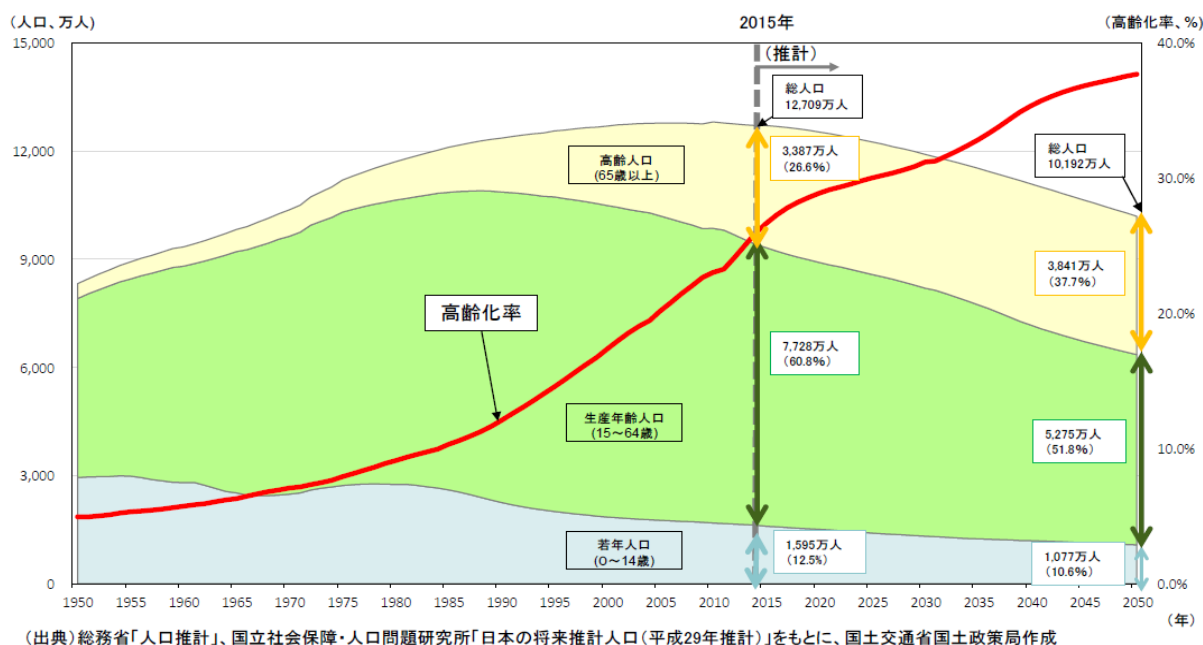 (人口、万人)
2015年
(高齢化率、%)
15,000
40.0%
(推計)
総人口
12,709万人
12,000
高齢人口
(65歳以上)
3,387万人
(26.6%)
総人口
10,192万人
30.0%
9,000
3,841万人
(37.7%)
高齢化率
20.0%
7,728万人
(60.8%)
6,000
生産年齢人口
(15~64歳)
5,275万人
(51.8%)
10.0%
3,000
若年人口
(0~14歳)
1,595万人
(12.5%)
1,077万人
(10.6%)
0
0.0%
1950 1955 1960 1965 1970 1975 1980 1985 1990 1995 2000 2005 2010 2015 2020 2025 2030 2035 2040 2045 2050
(年)
(出典)総務省「人口推計」、国立社会保障・人口問題研究所「日本の将来推計人口(平成29年推計)」をもとに、国土交通省国土政策局作成